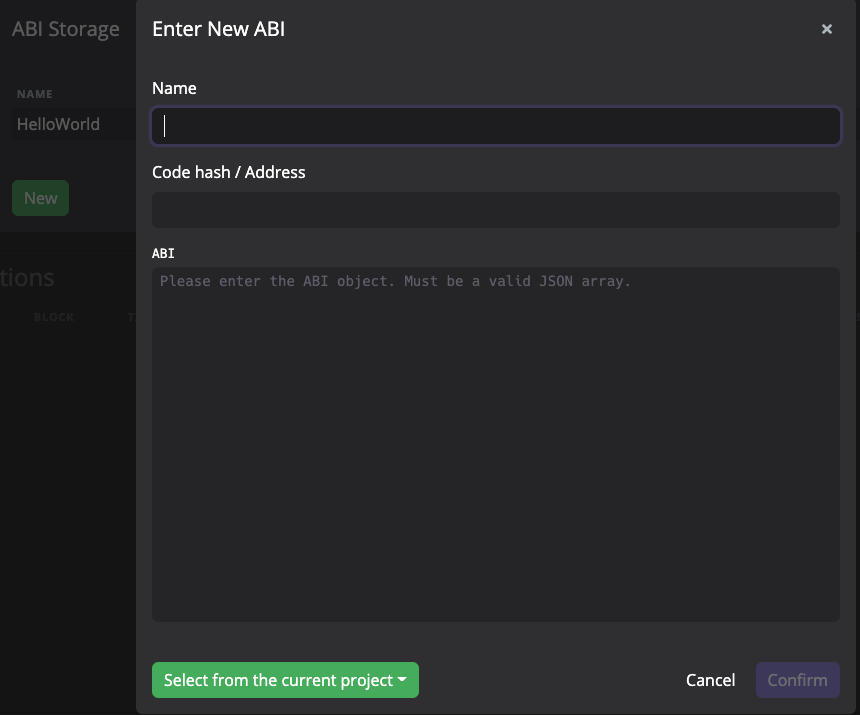 ABI Storage
Enter New ABI
×
NAME
Name
HelloWorld
Code hash / Address
New
ABI
tions
Please enter the ABI object. Must be a valid JSON array.
BLOCK
Select from the current project
Cancel
Confirm